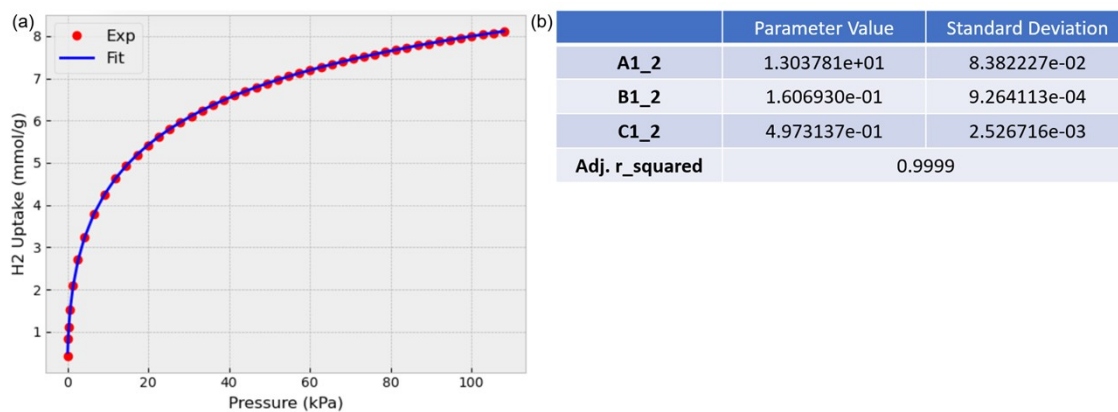 (a)
Exp
Fit
8
7
6
5
4
3
2
1
H2 Uptake (mmol/g)
0
20
40
60
80
100
Pressure (kPa)
(b)
Parameter Value Standard Deviation
A1_2 1.303781e+01 8.382227e-02
B1_2 1.606930e-01 9.264113e-04
C1_2 4.973137e-01 2.526716e-03
Adj. r_squared 0.9999